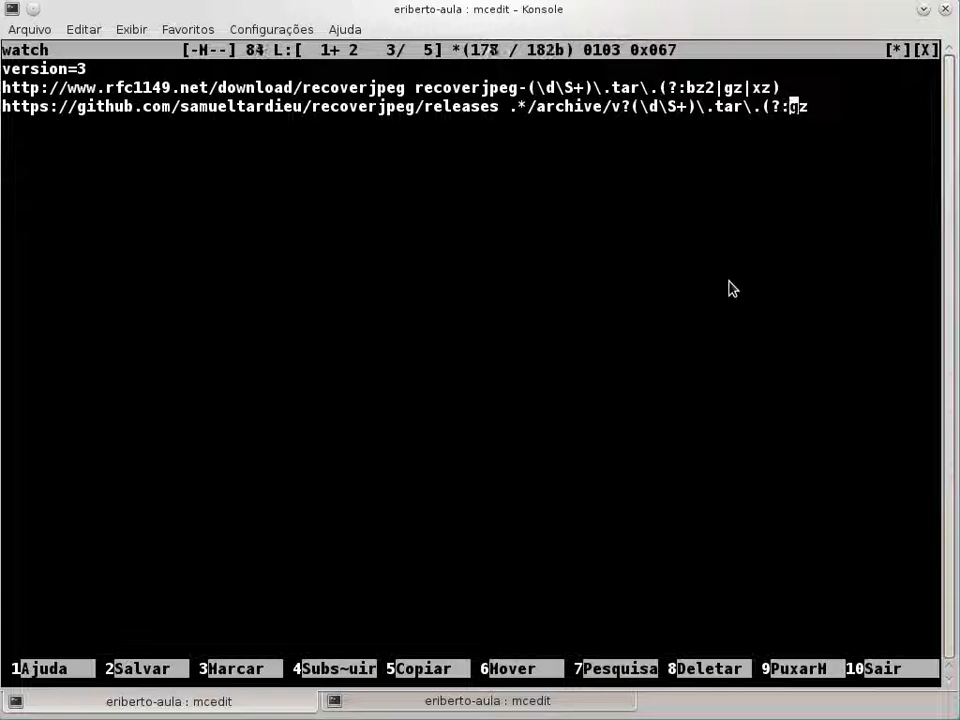 eriberto-aula : mcedit – Konsole
Arquivo Editar Exibir Favoritos Configurações Ajuda
watch [-H--] 84 L:[ 1+ 2 3/ 5] *(178 / 182b) 0103 0x067 [*][X]
version=3
http://www.rfc1149.net/download/recoverjpeg recoverjpeg-(\d\S+)\.tar\.(?:bz2|gz|xz)
https://github.com/samueltardieu/recoverjpeg/releases .*/archive/v?(\d\S+)\.tar\.(?:gz
1Ajuda 2Salvar 3Marcar 4Subs~uir 5Copiar 6Mover 7Pesquisa 8Deletar 9PuxarM 10Sair
eriberto-aula : mcedit eriberto-aula : mcedit